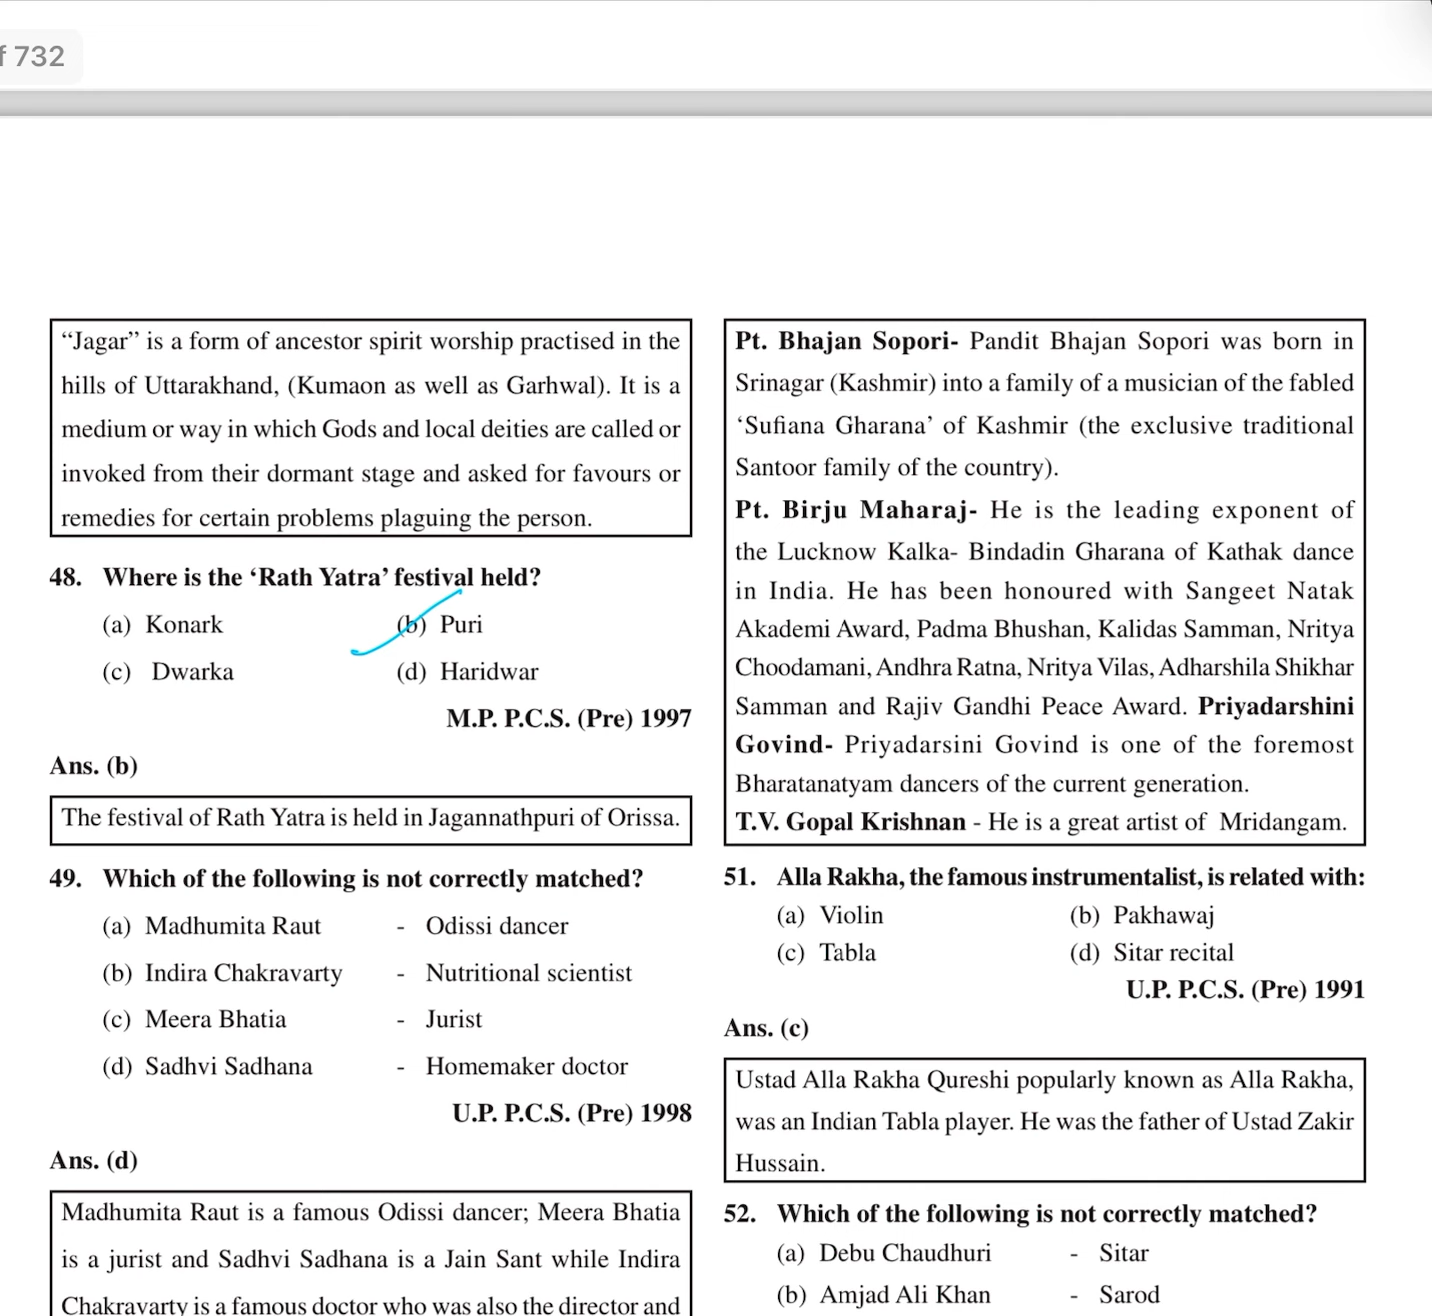 f 732
“Jagar” is a form of ancestor spirit worship practised in the
hills of Uttarakhand, (Kumaon as well as Garhwal). It is a
medium or way in which Gods and local deities are called or
invoked from their dormant stage and asked for favours or
remedies for certain problems plaguing the person.
48. Where is the ‘Rath Yatra’ festival held?
(a) Konark (b) Puri
(c) Dwarka (d) Haridwar
M.P. P.C.S. (Pre) 1997
Ans. (b)
The festival of Rath Yatra is held in Jagannathpuri of Orissa.
49. Which of the following is not correctly matched?
(a) Madhumita Raut - Odissi dancer
(b) Indira Chakravarty - Nutritional scientist
(c) Meera Bhatia - Jurist
(d) Sadhvi Sadhana - Homemaker doctor
U.P. P.C.S. (Pre) 1998
Ans. (d)
Madhumita Raut is a famous Odissi dancer; Meera Bhatia
is a jurist and Sadhvi Sadhana is a Jain Sant while Indira
Chakravarty is a famous doctor who was also the director and
Pt. Bhajan Sopori- Pandit Bhajan Sopori was born in
Srinagar (Kashmir) into a family of a musician of the fabled
‘Sufiana Gharana’ of Kashmir (the exclusive traditional
Santoor family of the country).
Pt. Birju Maharaj- He is the leading exponent of
the Lucknow Kalka- Bindadin Gharana of Kathak dance
in India. He has been honoured with Sangeet Natak
Akademi Award, Padma Bhushan, Kalidas Samman, Nritya
Choodamani, Andhra Ratna, Nritya Vilas, Adharshila Shikhar
Samman and Rajiv Gandhi Peace Award. Priyadarshini
Govind- Priyadarsini Govind is one of the foremost
Bharatanatyam dancers of the current generation.
T.V. Gopal Krishnan - He is a great artist of Mridangam.
51. Alla Rakha, the famous instrumentalist, is related with:
(a) Violin (b) Pakhawaj
(c) Tabla (d) Sitar recital
U.P. P.C.S. (Pre) 1991
Ans. (c)
Ustad Alla Rakha Qureshi popularly known as Alla Rakha,
was an Indian Tabla player. He was the father of Ustad Zakir
Hussain.
52. Which of the following is not correctly matched?
(a) Debu Chaudhuri - Sitar
(b) Amjad Ali Khan - Sarod